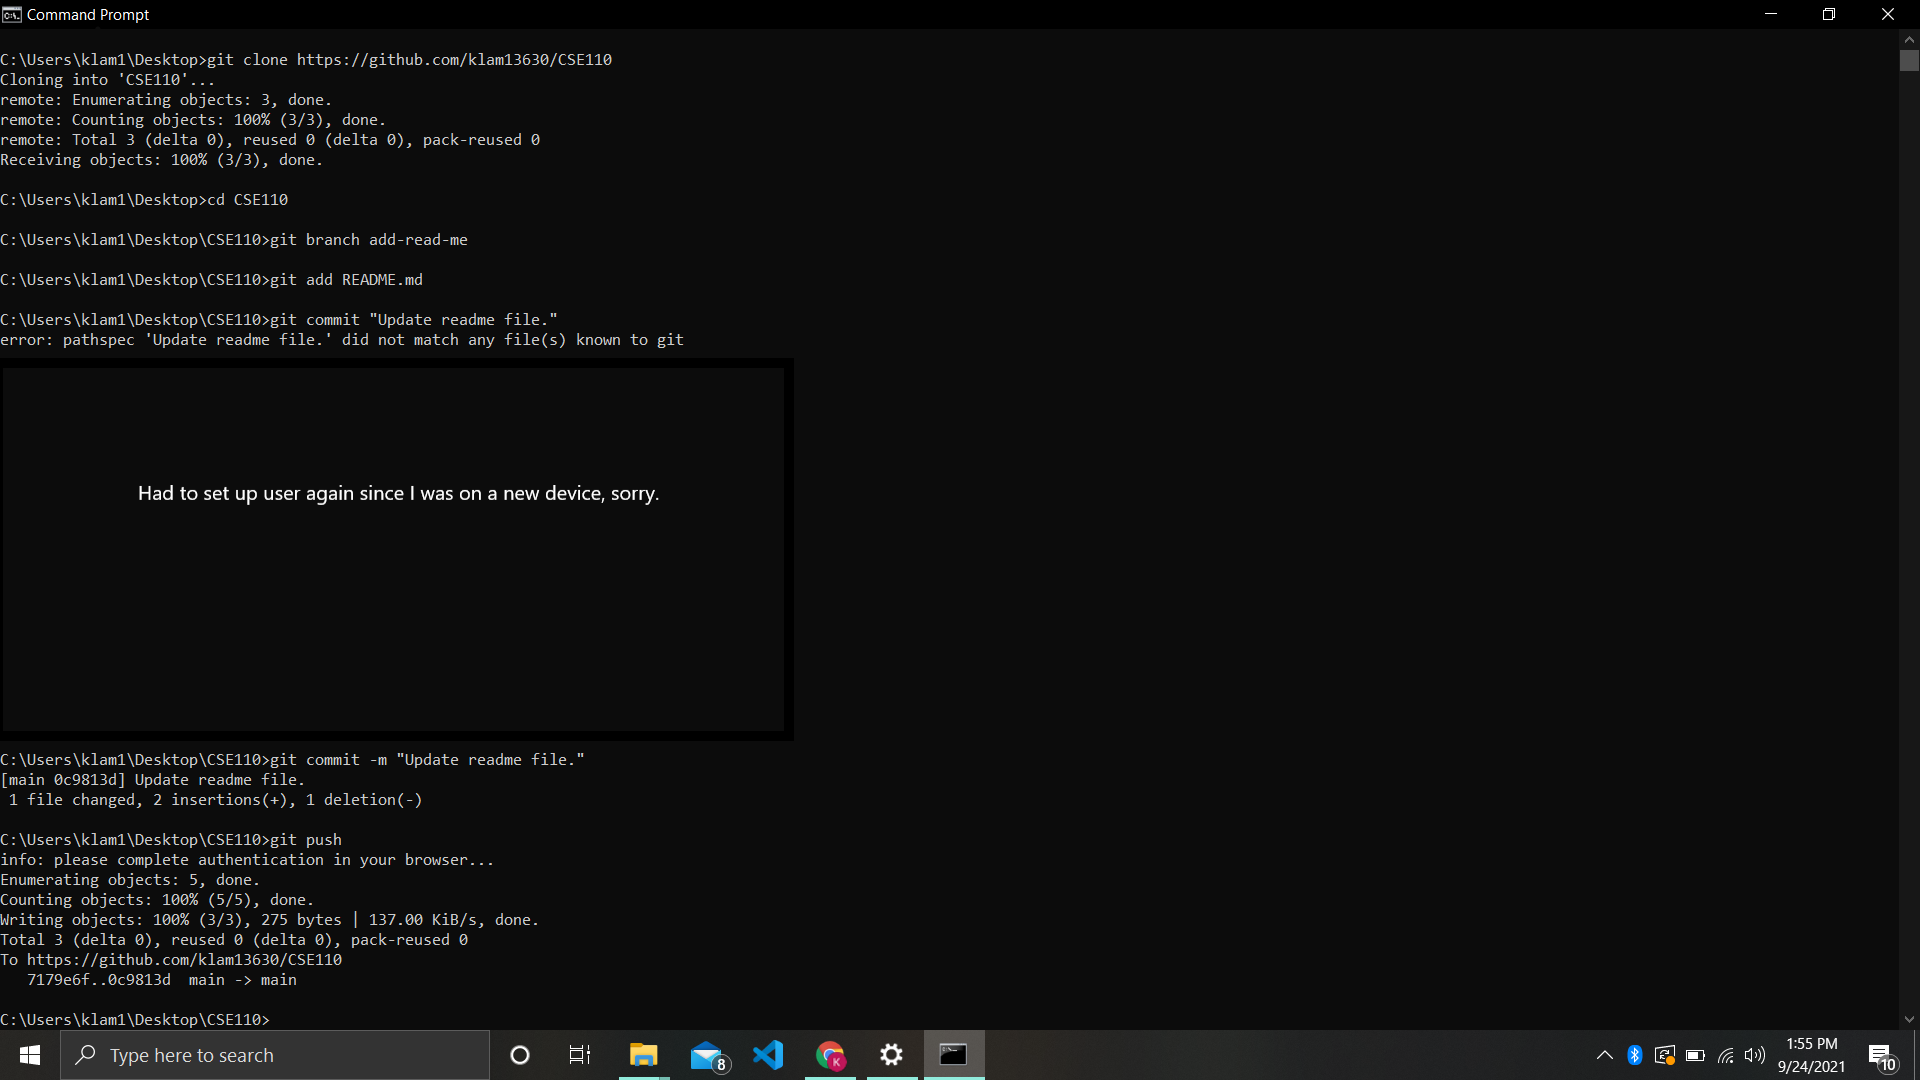 Command Prompt
C:\Users\klam1\Desktop>git clone https://github.com/klam13630/CSE110
Cloning into 'CSE110'...
remote: Enumerating objects: 3, done.
remote: Counting objects: 100% (3/3), done.
remote: Total 3 (delta 0), reused 0 (delta 0), pack-reused 0
Receiving objects: 100% (3/3), done.
C:\Users\klam1\Desktop>cd CSE110
C:\Users\klam1\Desktop\CSE110>git branch add-read-me
C:\Users\klam1\Desktop\CSE110>git add README.md
C:\Users\klam1\Desktop\CSE110>git commit "Update readme file."
error: pathspec 'Update readme file.' did not match any file(s) known to git
Had to set up user again since I was on a new device, sorry.
C:\Users\klam1\Desktop\CSE110>git commit -m "Update readme file."
[main 0c9813d] Update readme file.
 1 file changed, 2 insertions(+), 1 deletion(-)
C:\Users\klam1\Desktop\CSE110>git push
info: please complete authentication in your browser...
Enumerating objects: 5, done.
Counting objects: 100% (5/5), done.
Writing objects: 100% (3/3), 275 bytes | 137.00 KiB/s, done.
Total 3 (delta 0), reused 0 (delta 0), pack-reused 0
To https://github.com/klam13630/CSE110
   7179e6f..0c9813d  main -> main
C:\Users\klam1\Desktop\CSE110>
Type here to search
8
K
1:55 PM
9/24/2021
10